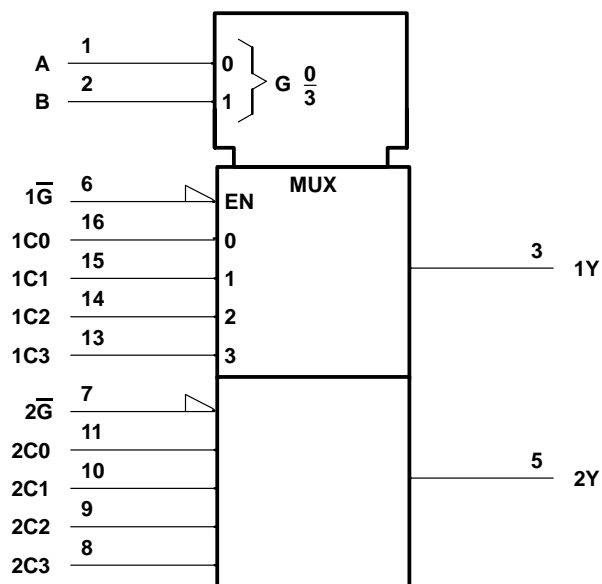 1
A 0
2 G 0/3
B 1
MUX
6
1G̅ EN
16
1C0 0
3
15 1Y
1C1 1
14
1C2 2
13
1C3 3
7
2G̅
11
2C0
5
10 2Y
2C1
9
2C2
8
2C3